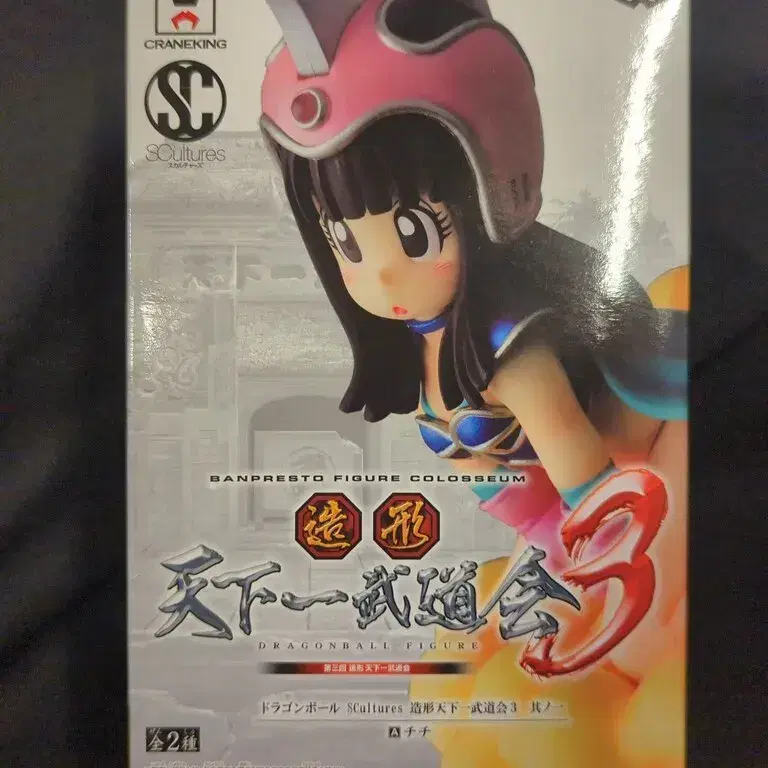 CRANEKING
SC
SCultures
スカルチャーズ
BANPRESTO FIGURE COLOSSEUM
造形
天下一武道会3
DRAGONBALL FIGURE
第三回 造形 天下一武道会
ドラゴンボール SCultures 造形天下一武道会3 其ノ一
A チチ
全2種